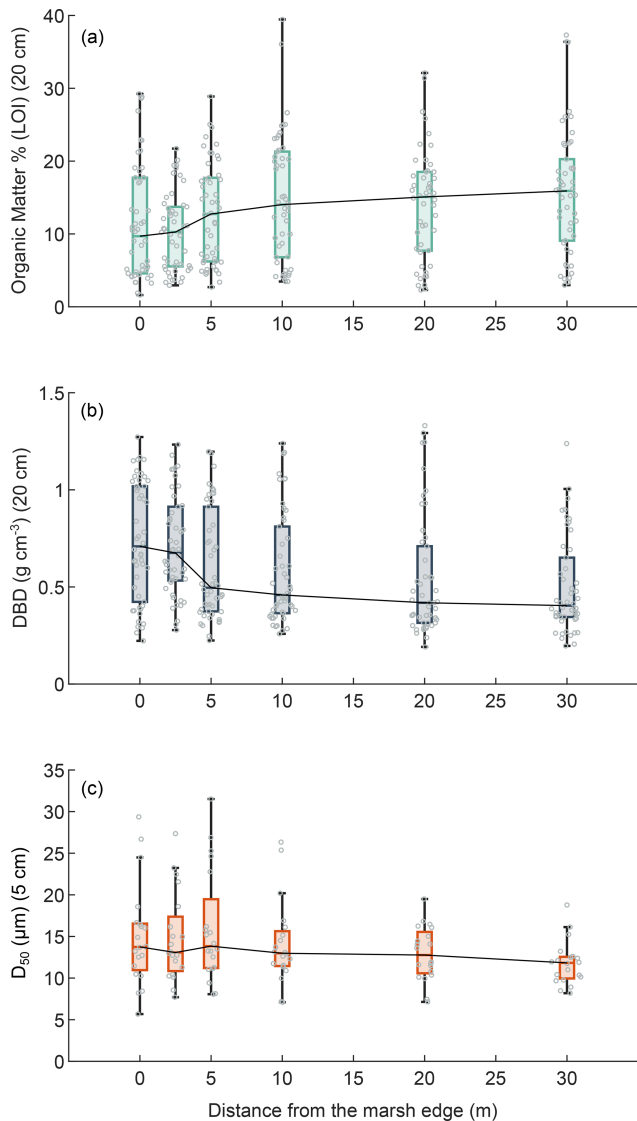 (a)
Organic Matter % (LOI) (20 cm)
40
30
20
10
0
0 5 10 15 20 25 30
(b)
DBD (g cm⁻³) (20 cm)
1.5
1
0.5
0
0 5 10 15 20 25 30
(c)
D₅₀ (μm) (5 cm)
35
30
25
20
15
10
5
0
0 5 10 15 20 25 30
Distance from the marsh edge (m)